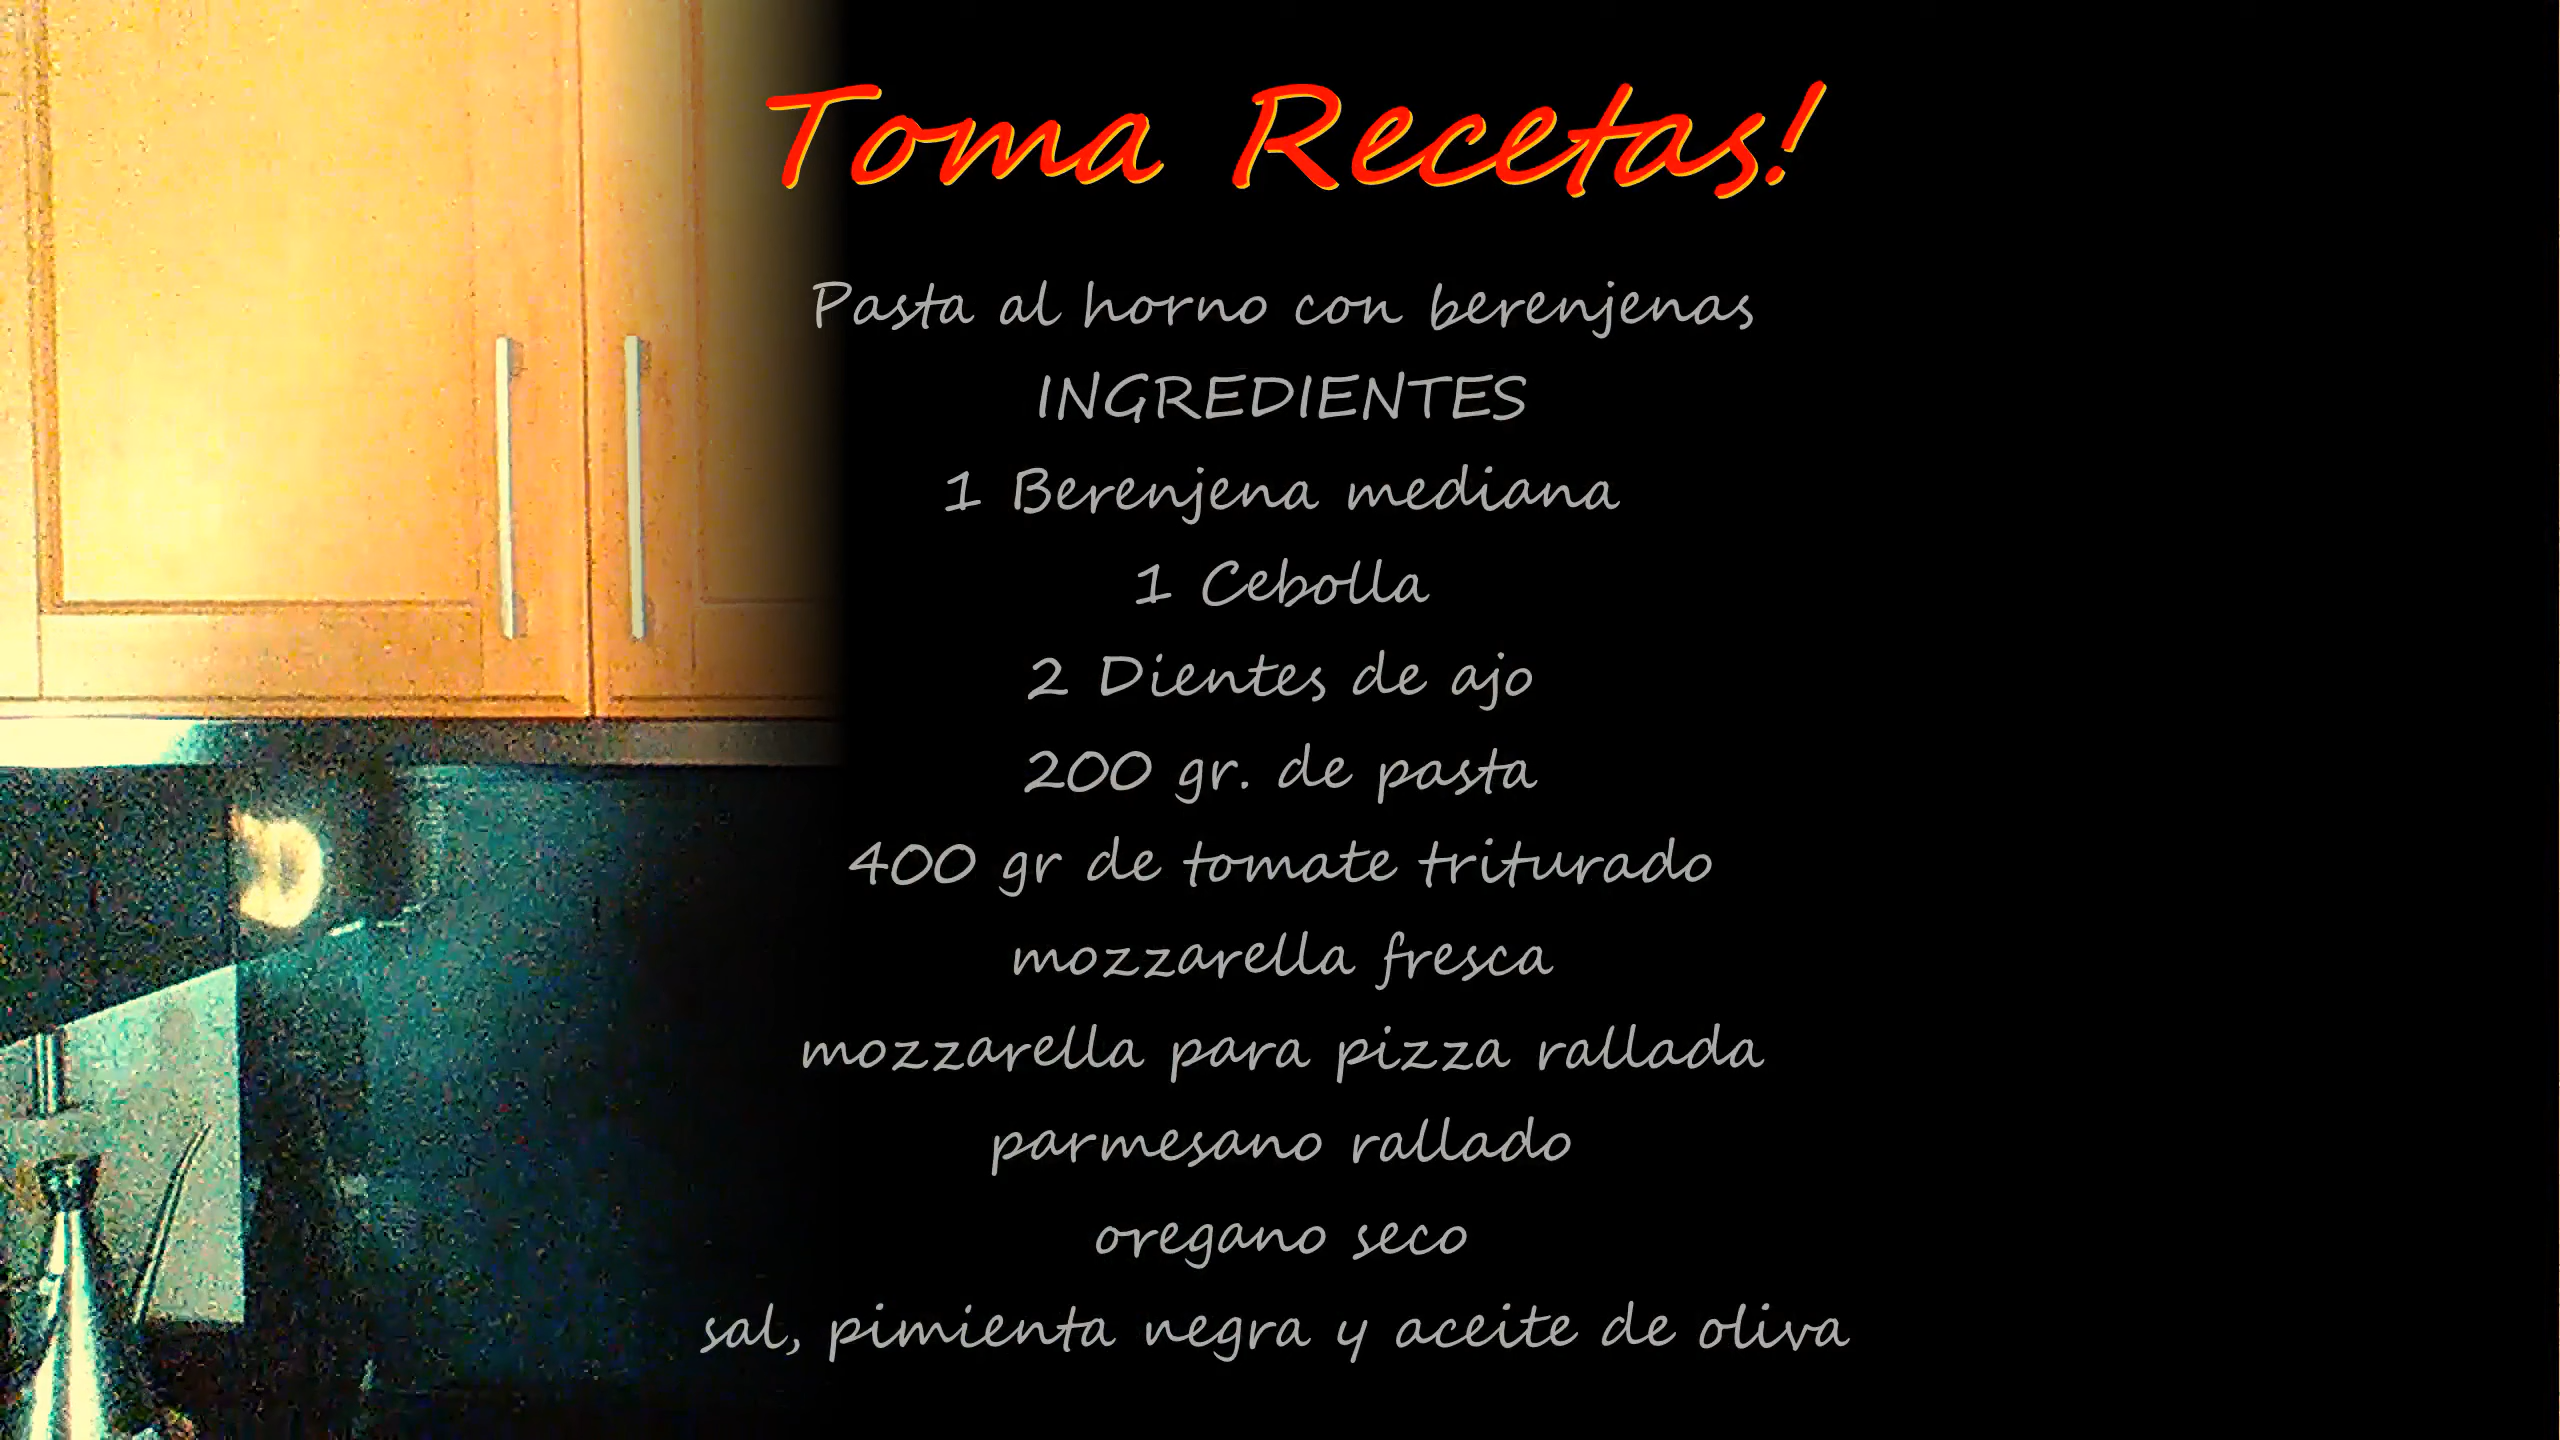 Toma Recetas!
Pasta al horno con berenjenas
INGREDIENTES
1 Berenjena mediana
1 Cebolla
2 Dientes de ajo
200 gr. de pasta
400 gr de tomate triturado
mozzarella fresca
mozzarella para pizza rallada
parmesano rallado
oregano seco
sal, pimienta negra y aceite de oliva